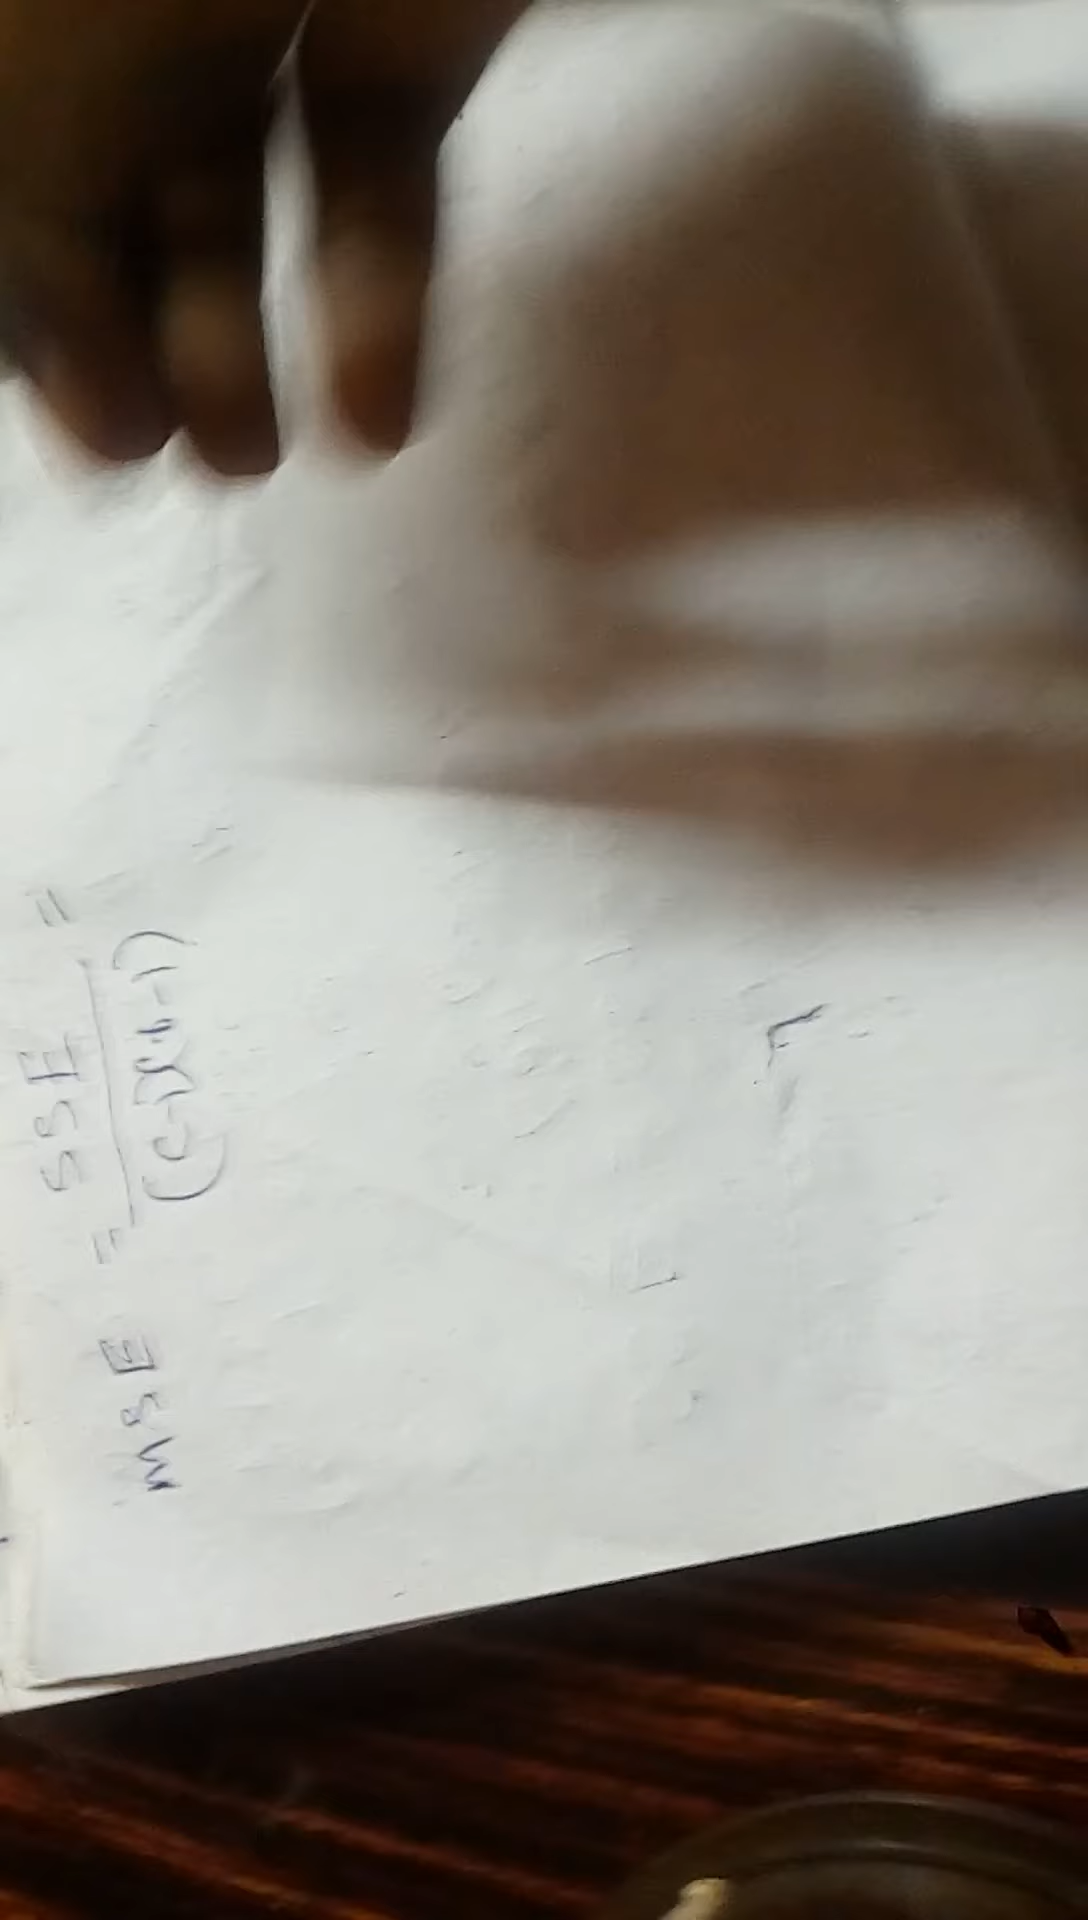 MSE = SSE / (c-1)(b-1) =